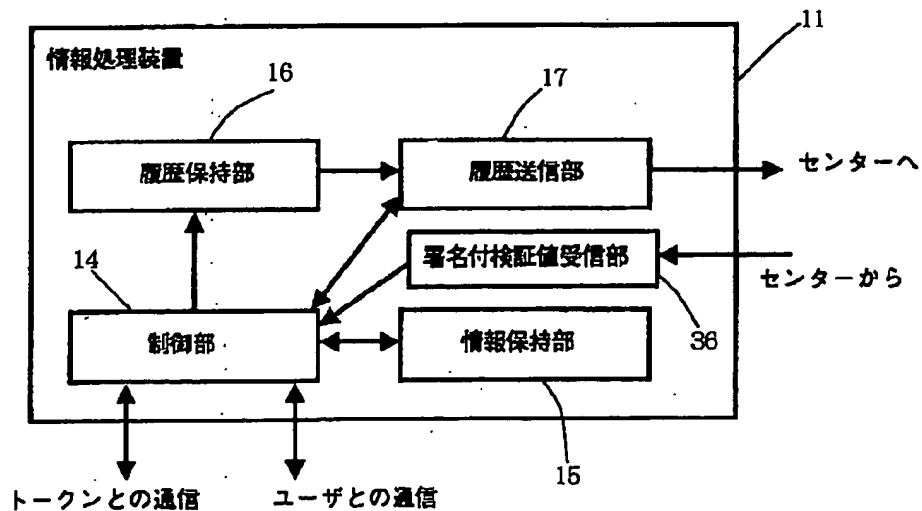 11
情報処理装置
16
17
履歴保持部
履歴送信部
センターへ
14
署名付検証値受信部
センターから
制御部
情報保持部
36
15
トークンとの通信
ユーザとの通信